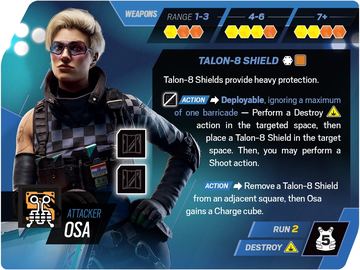 WEAPONS
RANGE 1-3
4-6
7+
TALON-8 SHIELD
Talon-8 Shields provide heavy protection.
ACTION → Deployable, ignoring a maximum
of one barricade — Perform a Destroy
action in the targeted space, then
place a Talon-8 Shield in the target
space. Then, you may perform a
Shoot action.
ACTION → Remove a Talon-8 Shield
from an adjacent square, then Osa
gains a Charge cube.
ATTACKER
OSA
RUN 2
DESTROY
5